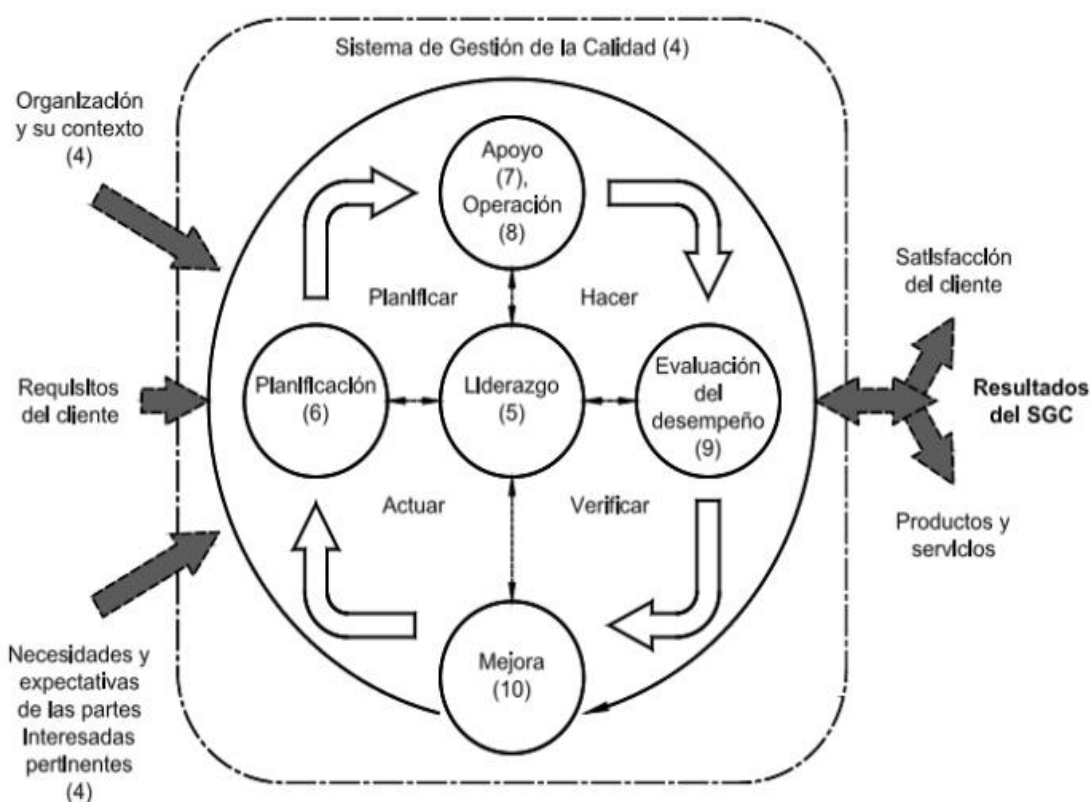 Sistema de Gestión de la Calidad (4)
Organización
y su contexto
(4)
Requisitos
del cliente
Necesidades y
expectativas
de las partes
Interesadas
pertinentes
(4)
Apoyo
(7),
Operación
(8)
Planificar
Hacer
Planificación
(6)
Liderazgo
(5)
Evaluación
del
desempeño
(9)
Actuar
Verificar
Mejora
(10)
Satisfacción
del cliente
Resultados
del SGC
Productos y
servicios